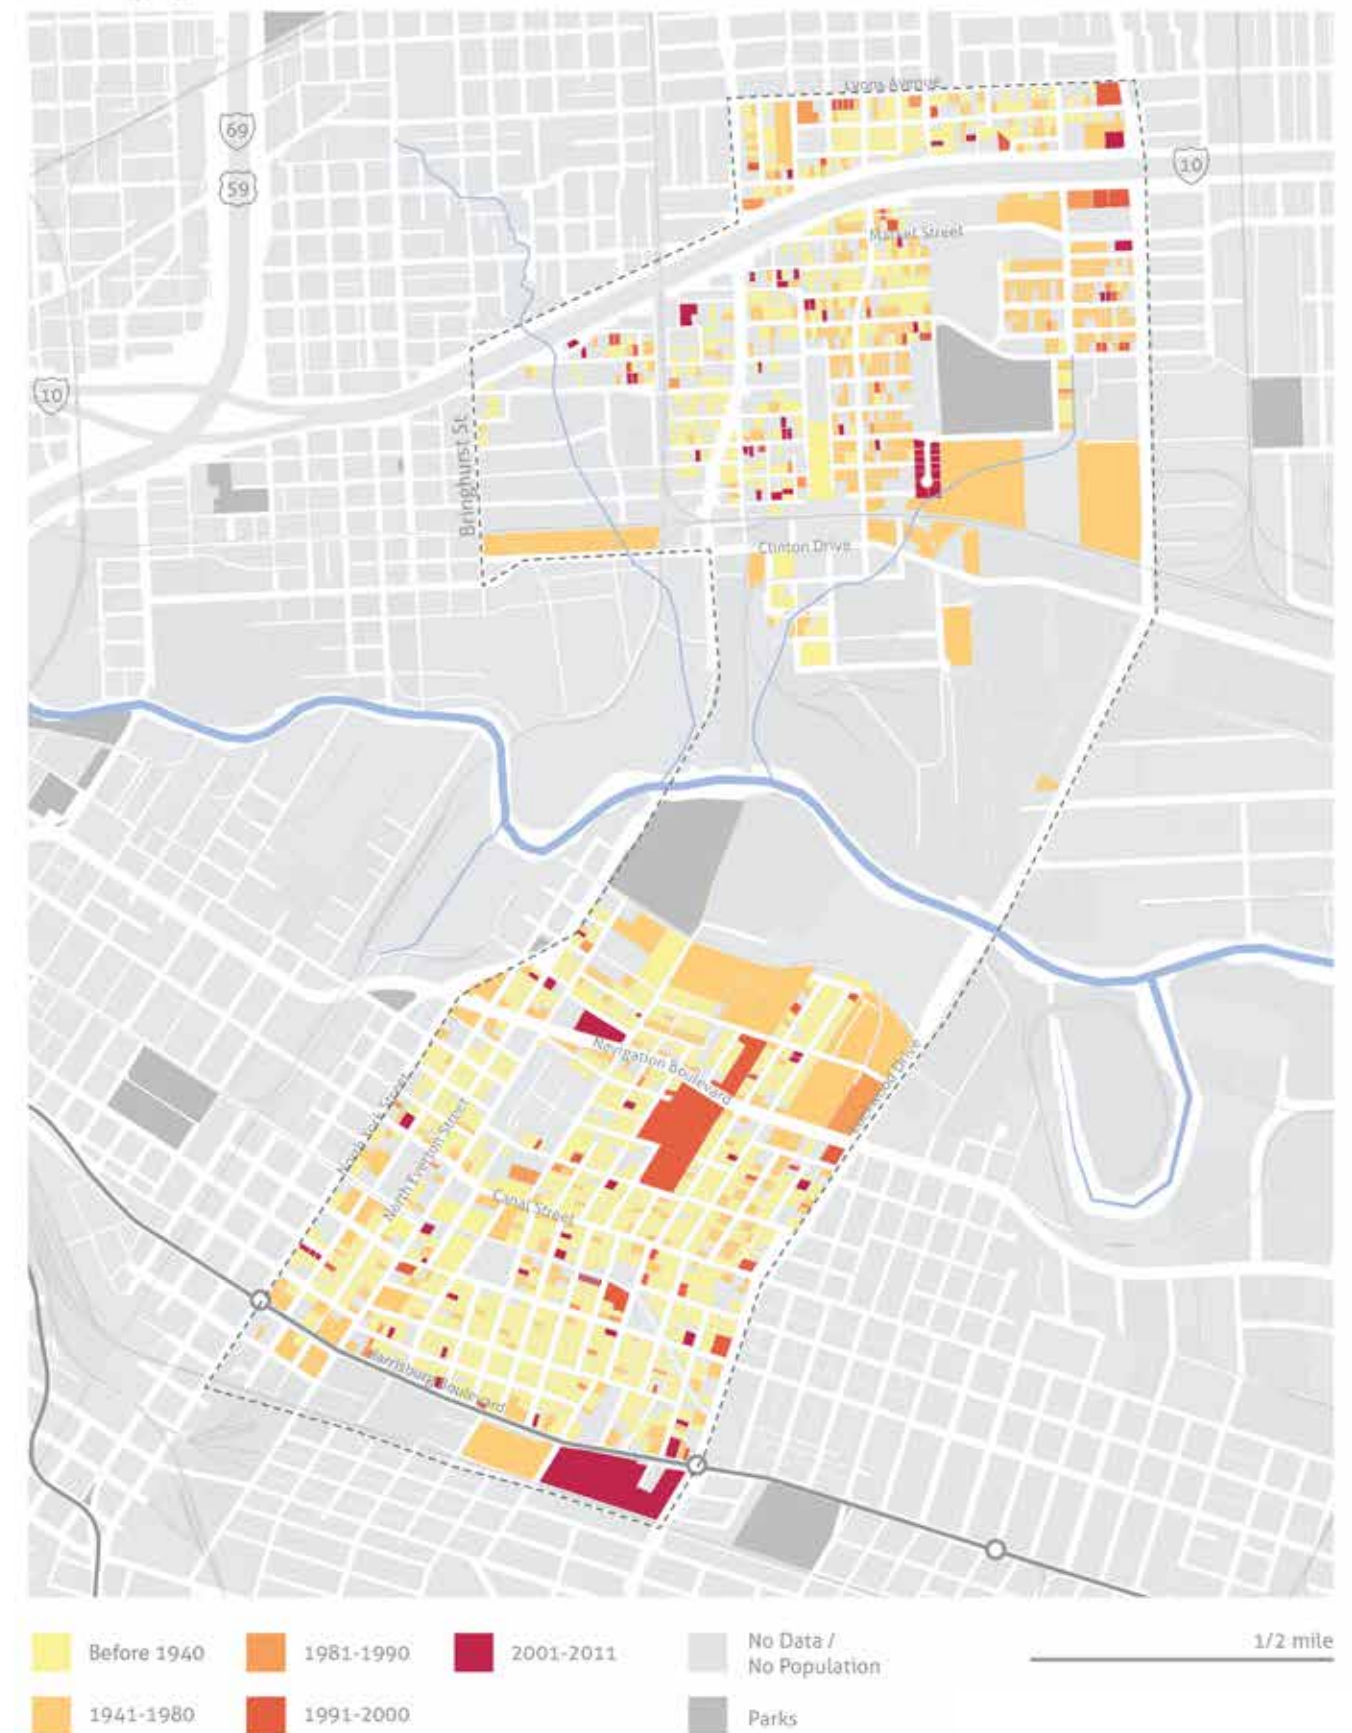 Lyons Avenue
69
59
10
Market Street
10
Bringhurst St.
Clinton Drive
Navigation Boulevard
North York Street
North Everton Street
Canal Street
Harrisburg Boulevard
Drive
Before 1940
1981-1990
2001-2011
No Data /
No Population
1/2 mile
1941-1980
1991-2000
Parks